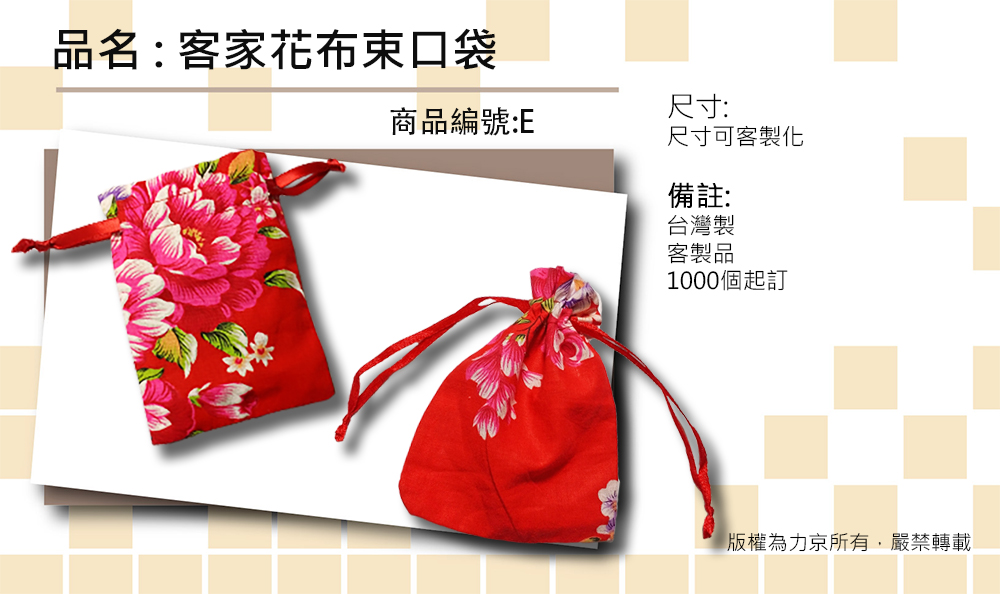 品名 : 客家花布束口袋
商品編號:E
尺寸:
尺寸可客製化
備註:
台灣製
客製品
1000個起訂
版權為力京所有，嚴禁轉載